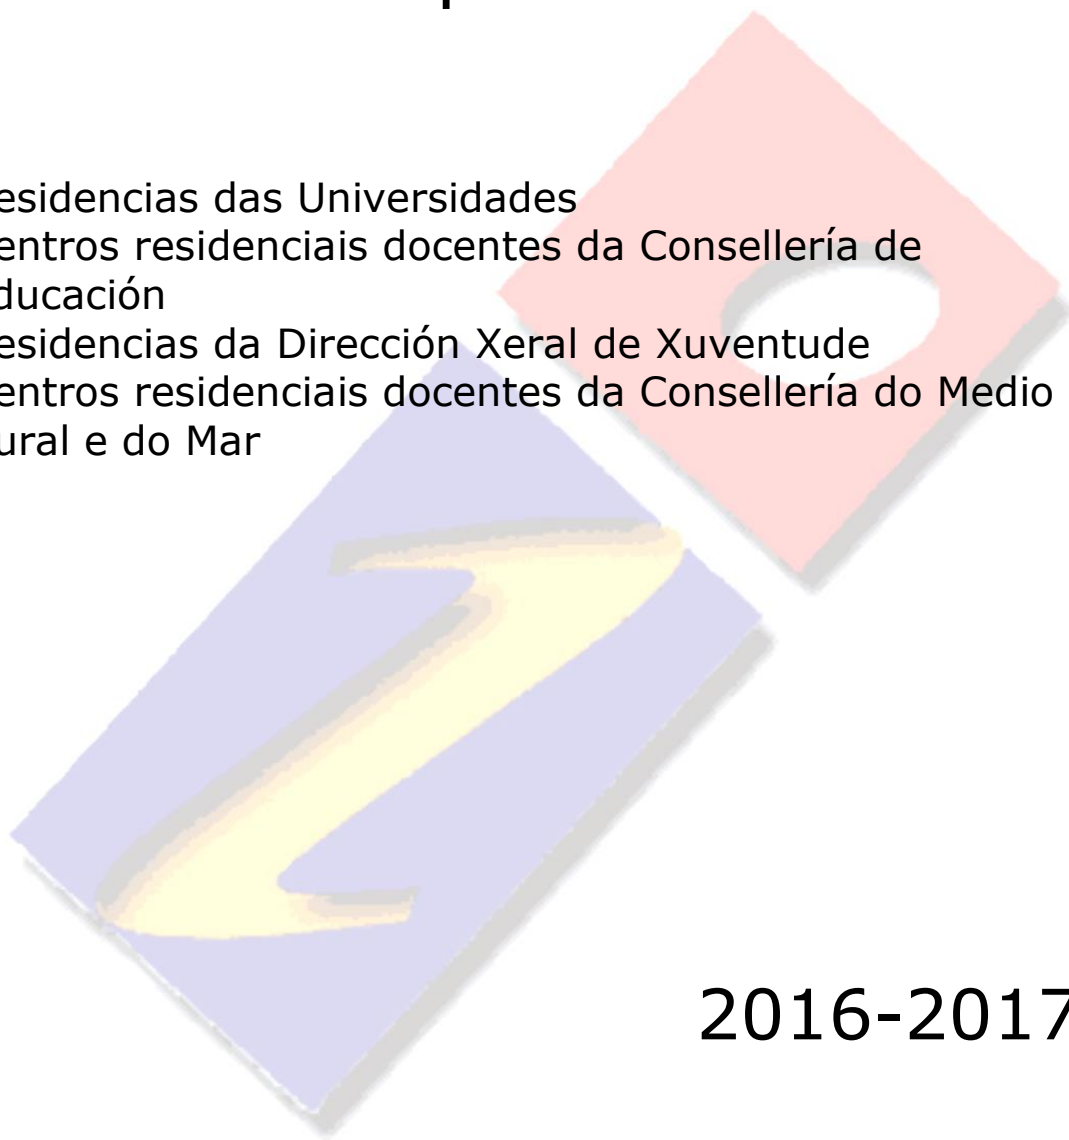 esidencias das Universidades
entros residenciais docentes da Consellería de
ducación
esidencias da Dirección Xeral de Xuventude
entros residenciais docentes da Consellería do Medio
ural e do Mar
2016-2017